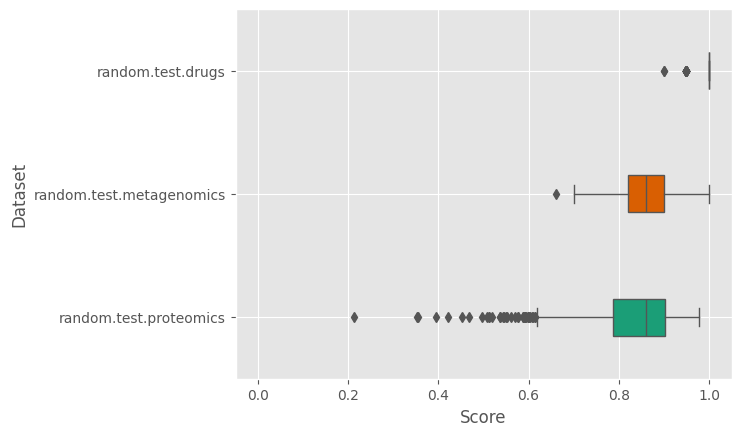 random.test.drugs
random.test.metagenomics
random.test.proteomics
Dataset
0.0 0.2 0.4 0.6 0.8 1.0
Score